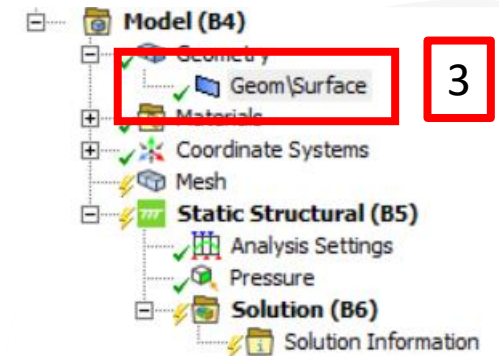 Model (B4)
Geometry
Geom\Surface
3
Materials
Coordinate Systems
Mesh
Static Structural (B5)
Analysis Settings
Pressure
Solution (B6)
Solution Information